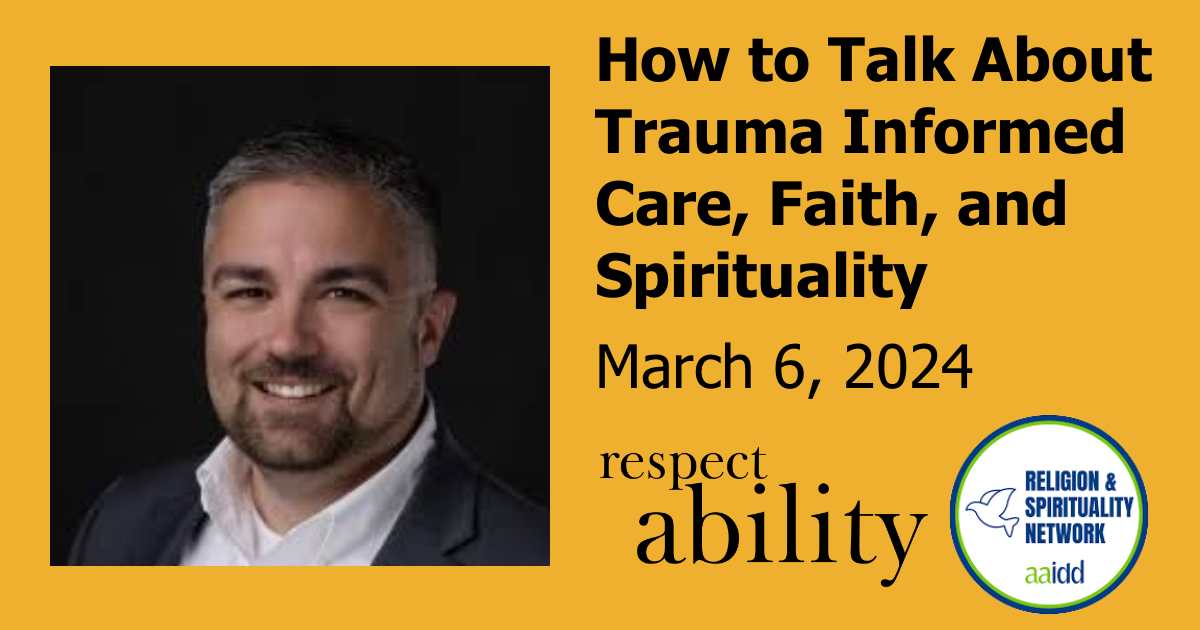 How to Talk About
Trauma Informed
Care, Faith, and
Spirituality
March 6, 2024
respect
ability
RELIGION &
SPIRITUALITY
NETWORK
aaidd